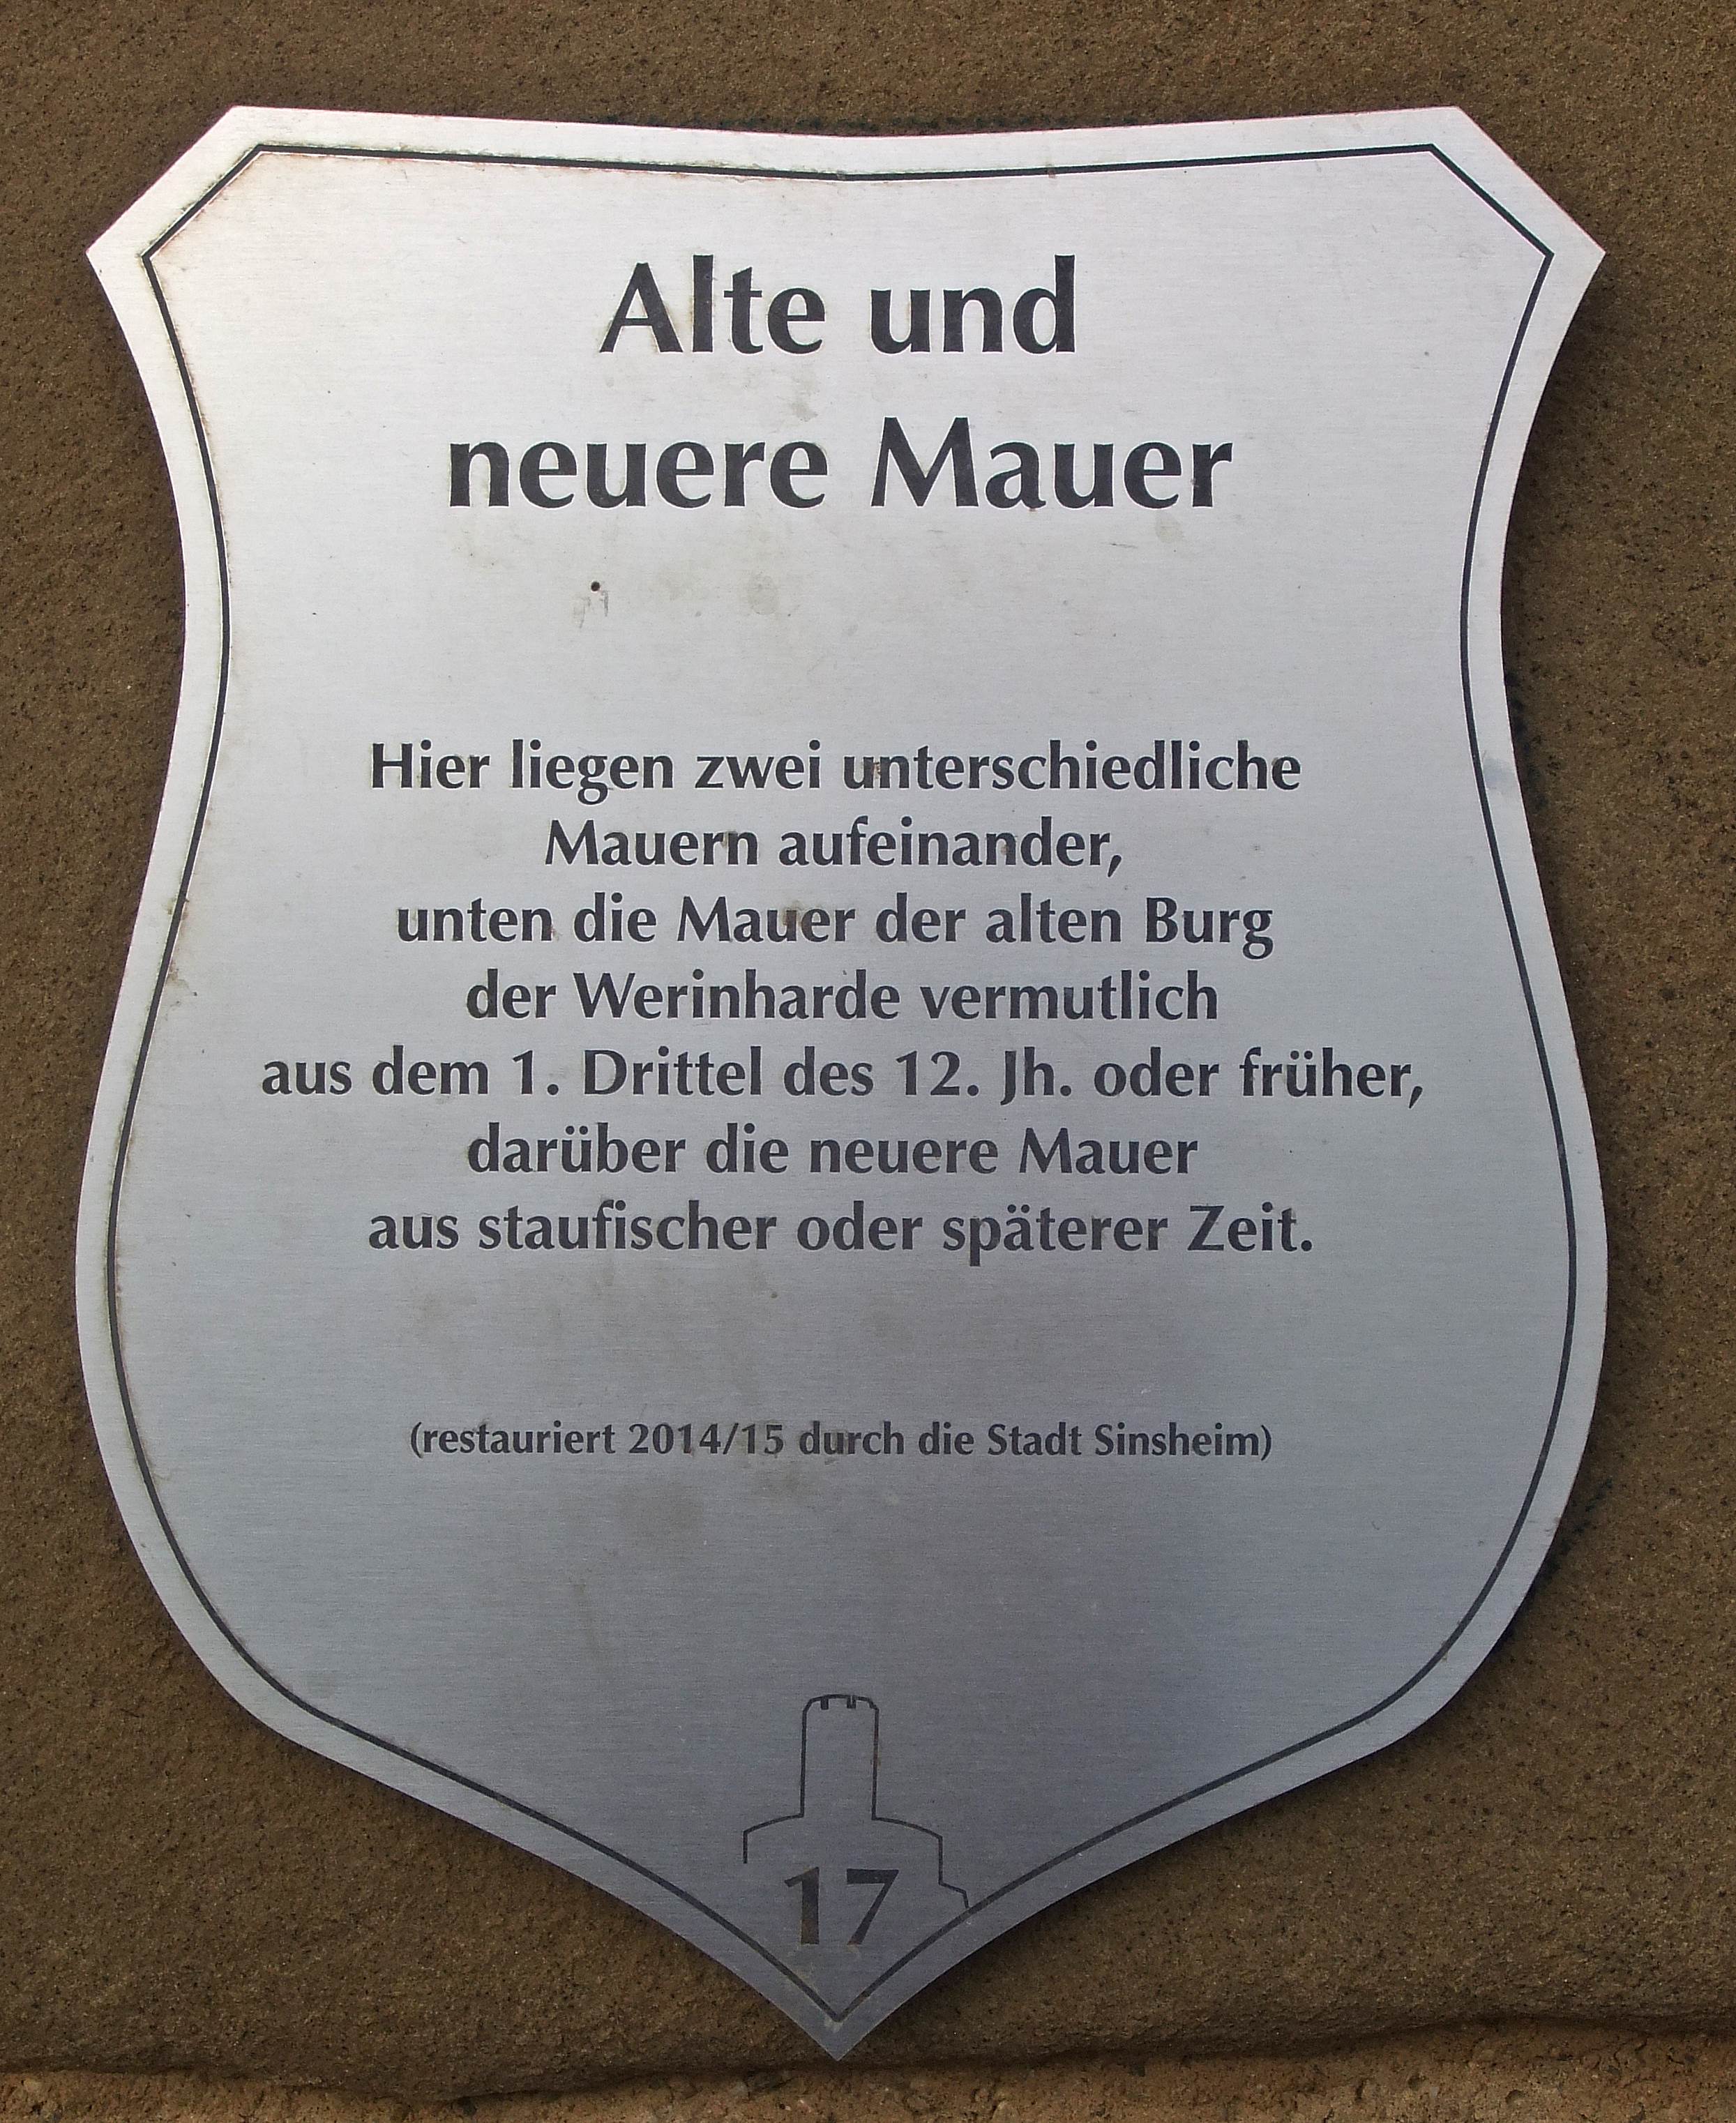 Alte und
neuere Mauer
Hier liegen zwei unterschiedliche
Mauern aufeinander,
unten die Mauer der alten Burg
der Werinharde vermutlich
aus dem 1. Drittel des 12. Jh. oder früher,
darüber die neuere Mauer
aus staufischer oder späterer Zeit.
(restauriert 2014/15 durch die Stadt Sinsheim)
17